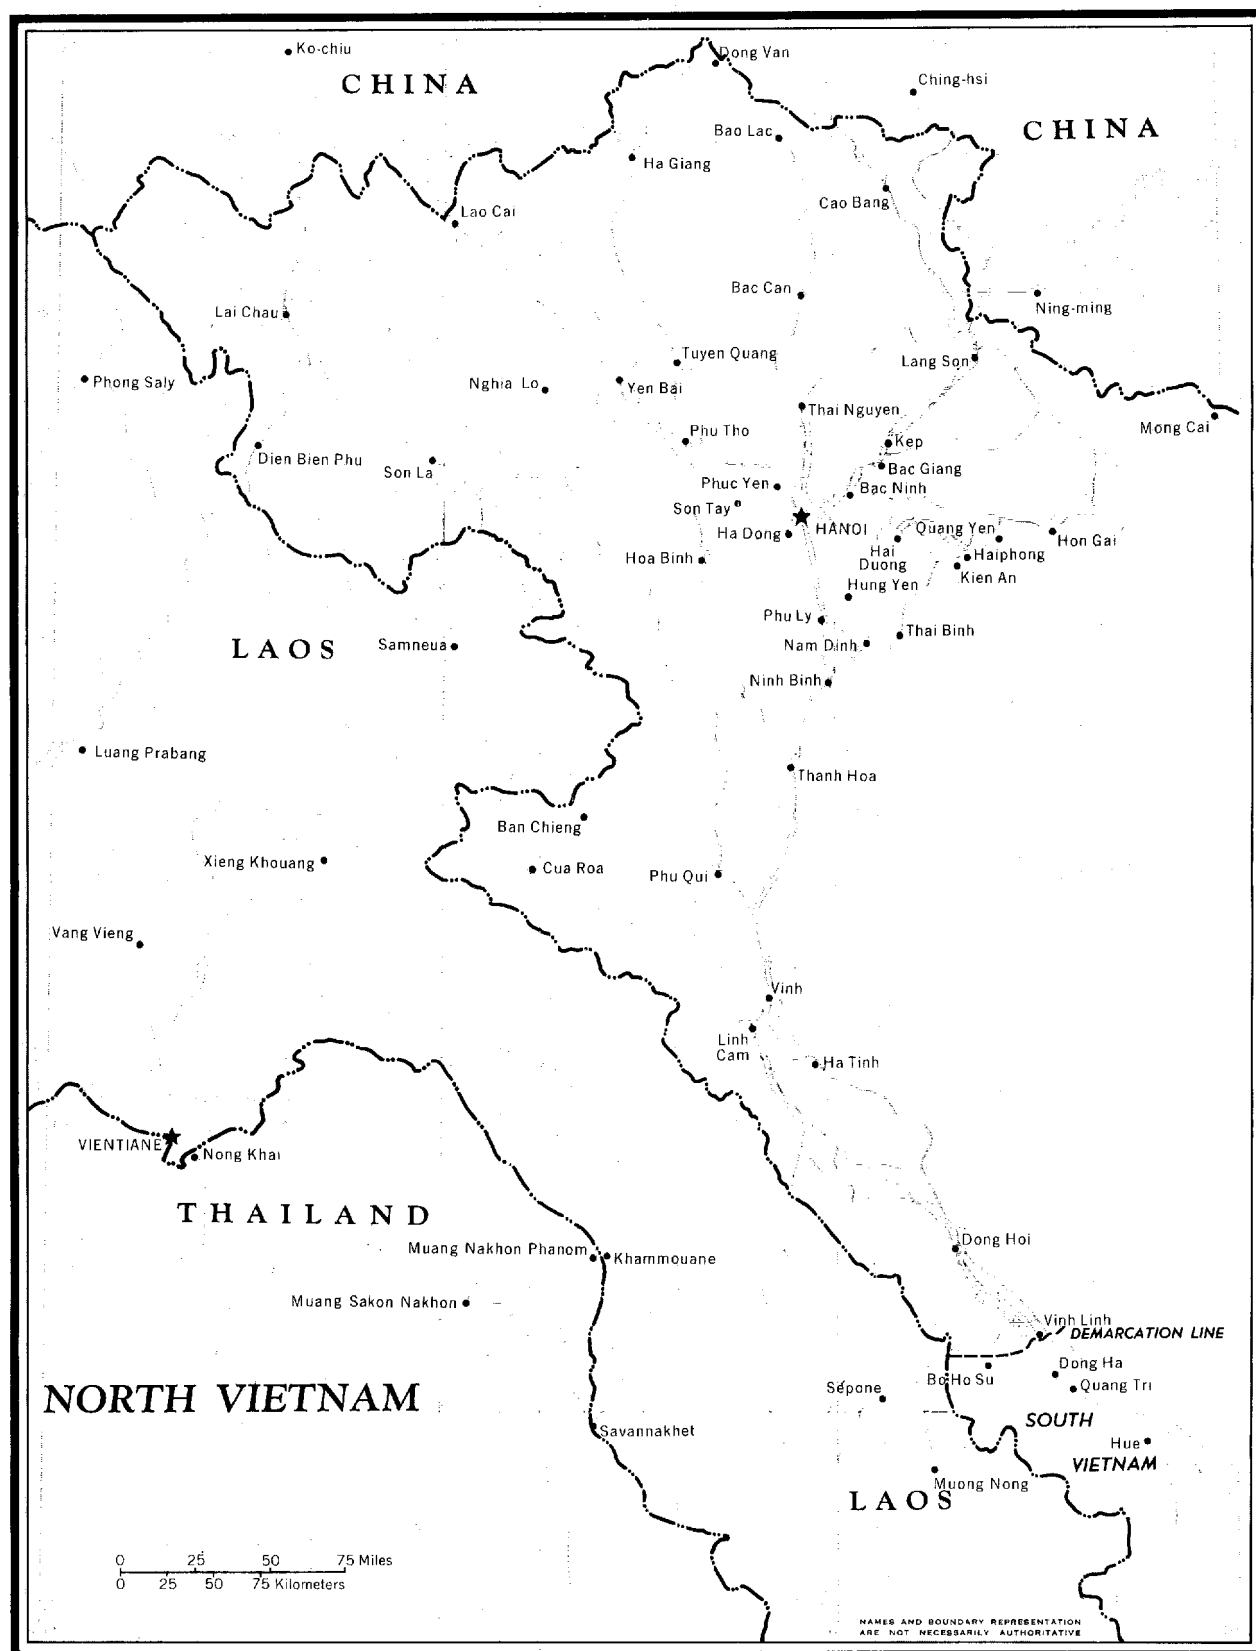 Ko-chiu
CHINA
Dong Van
Ching-hsi
CHINA
Bao Lac
Ha Giang
Cao Bang
Lao Cai
Bac Can
Ning-ming
Lai Chau
Tuyen Quang
Lang Son
Phong Saly
Nghia Lo
Yen Bai
Thai Nguyen
Mong Cai
Phu Tho
Kep
Dien Bien Phu
Son La
Bac Giang
Phuc Yen
Bac Ninh
Son Tay
HANOI
Quang Yen
Ha Dong
Hon Gai
Hai
Duong
Haiphong
Hoa Binh
Kien An
Hung Yen
Phu Ly
Thai Binh
LAOS
Samneua
Nam Dinh
Ninh Binh
Luang Prabang
Thanh Hoa
Ban Chieng
Xieng Khouang
Cua Roa
Phu Qui
Vang Vieng
Vinh
Linh
Cam
Ha Tinh
VIENTIANE
Nong Khai
THAILAND
Dong Hoi
Muang Nakhon Phanom
Khammouane
Muang Sakon Nakhon
Vinh Linh
DEMARCATION LINE
Dong Ha
Bo Ho Su
Quang Tri
Sépone
NORTH VIETNAM
SOUTH
VIETNAM
Savannakhet
Hue
Muong Nong
LAOS
0 25 50 75 Miles
0 25 50 75 Kilometers
NAMES AND BOUNDARY REPRESENTATION
ARE NOT NECESSARILY AUTHORITATIVE